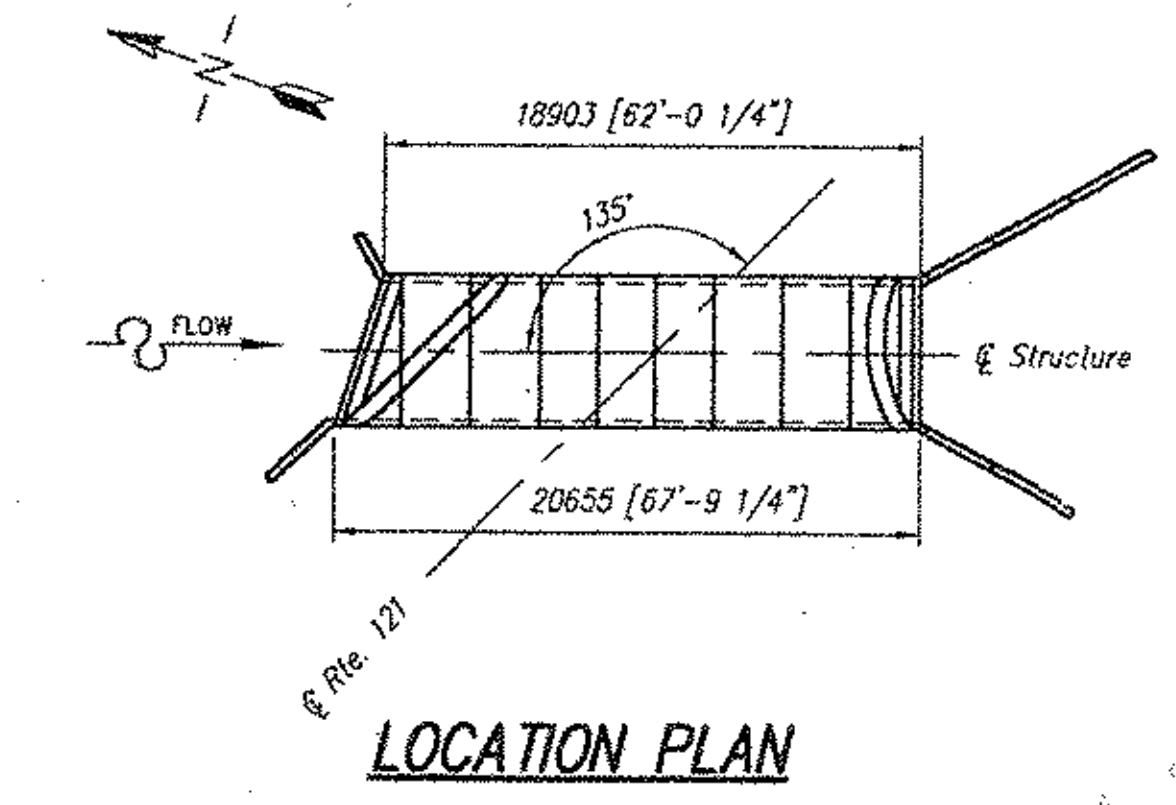 N
18903 [62'-0 1/4"]
135°
FLOW
℄ Structure
20655 [67'-9 1/4"]
℄ Rte. 121
LOCATION PLAN